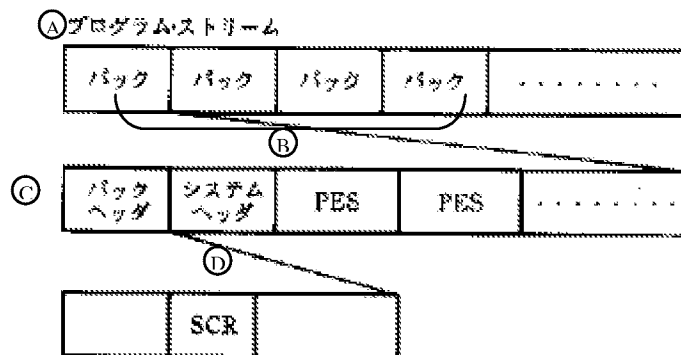 Ⓐプログラム・ストリーム
パック パック パック パック ........
Ⓑ
Ⓒ
パック
ヘッダ
システム
ヘッダ
PES PES ........
Ⓓ
SCR